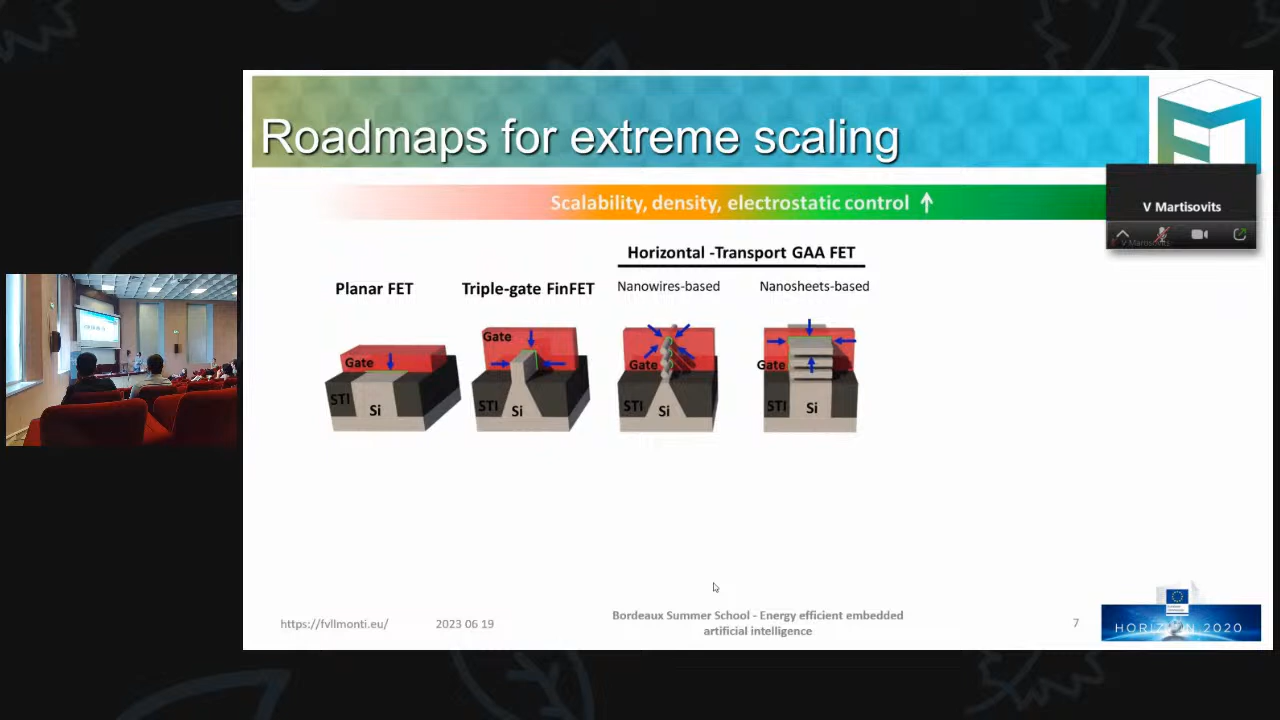 Roadmaps for extreme scaling
Scalability, density, electrostatic control
V Martisovits
Horizontal -Transport GAA FET
Planar FET
Triple-gate FinFET
Nanowires-based
Nanosheets-based
Gate
STI
Si
Gate
STI
Si
Gate
STI
Si
Gate
STI
Si
https://fvllmonti.eu/
2023 06 19
Bordeaux Summer School - Energy efficient embedded
artificial intelligence
7
HORIZON 2020